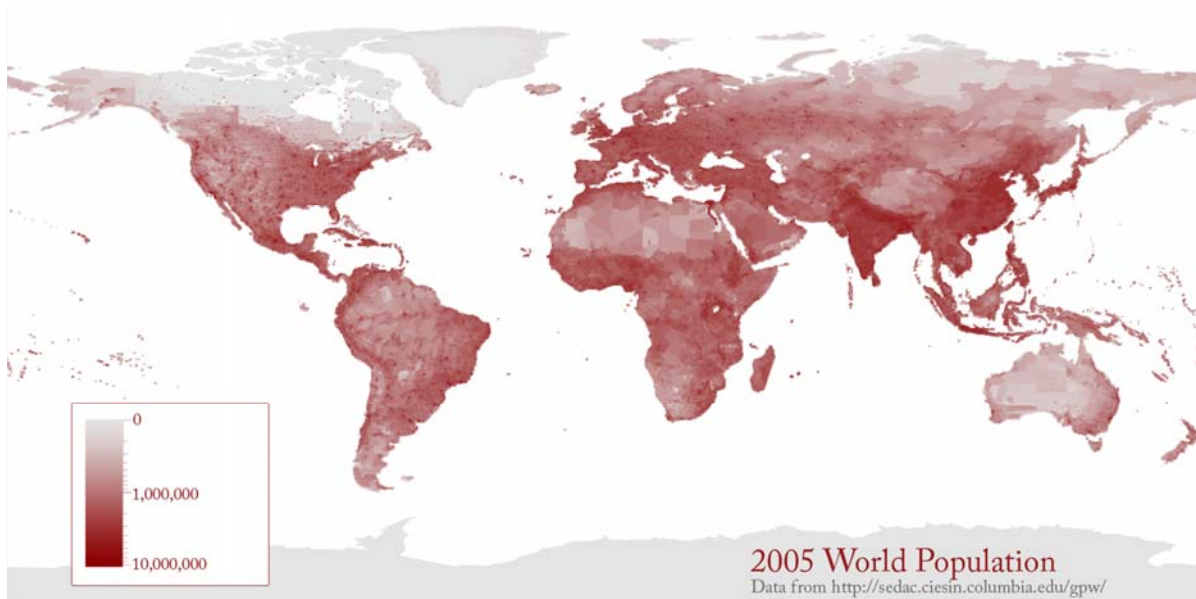 0
1,000,000
10,000,000
2005 World Population
Data from http://sedac.ciesin.columbia.edu/gpw/